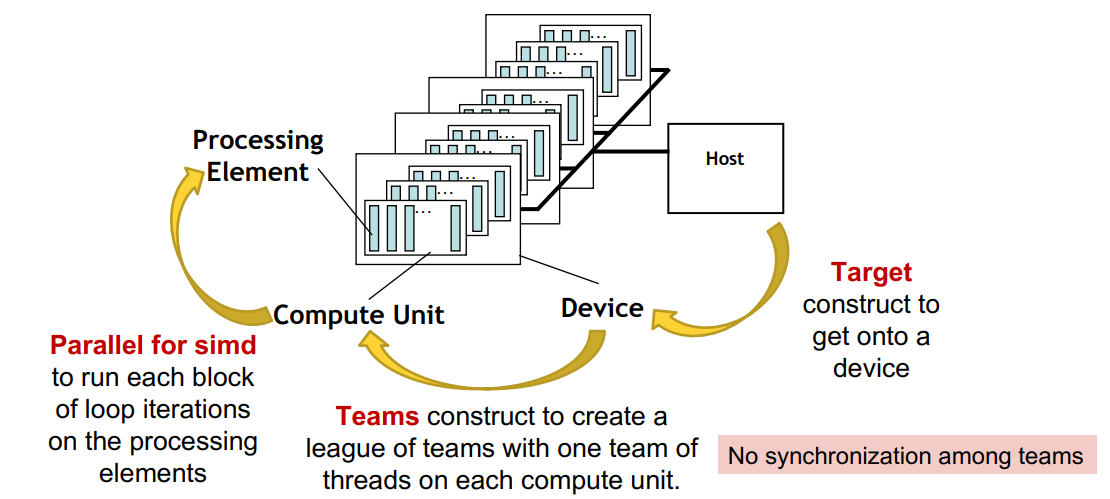 Processing
Element
Host
Compute Unit
Device
Target
construct to
get onto a
device
Parallel for simd
to run each block
of loop iterations
on the processing
elements
Teams construct to create a
league of teams with one team of
threads on each compute unit.
No synchronization among teams